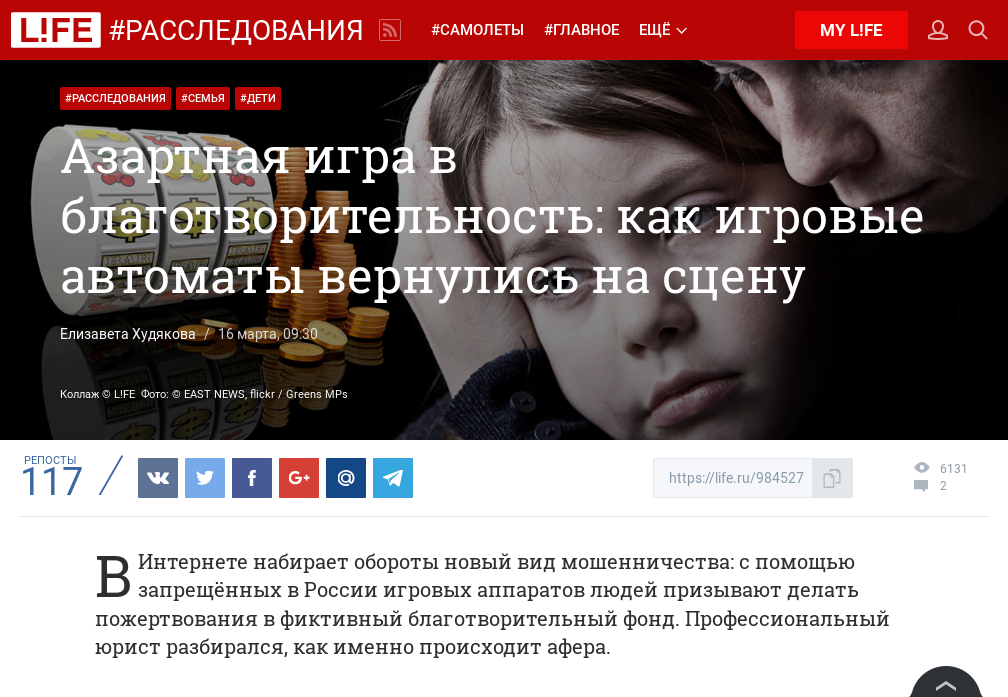 L!FE #РАССЛЕДОВАНИЯ #САМОЛЕТЫ #ГЛАВНОЕ ЕЩЁ MY L!FE
#РАССЛЕДОВАНИЯ #СЕМЬЯ #ДЕТИ
Азартная игра в
благотворительность: как игровые
автоматы вернулись на сцену
Елизавета Худякова / 16 марта, 09:30
Коллаж © L!FE Фото: © EAST NEWS, flickr / Greens MPs
РЕПОСТЫ
117
https://life.ru/984527
6131
2
В Интернете набирает обороты новый вид мошенничества: с помощью
запрещённых в России игровых аппаратов людей призывают делать
пожертвования в фиктивный благотворительный фонд. Профессиональный
юрист разбирался, как именно происходит афера.